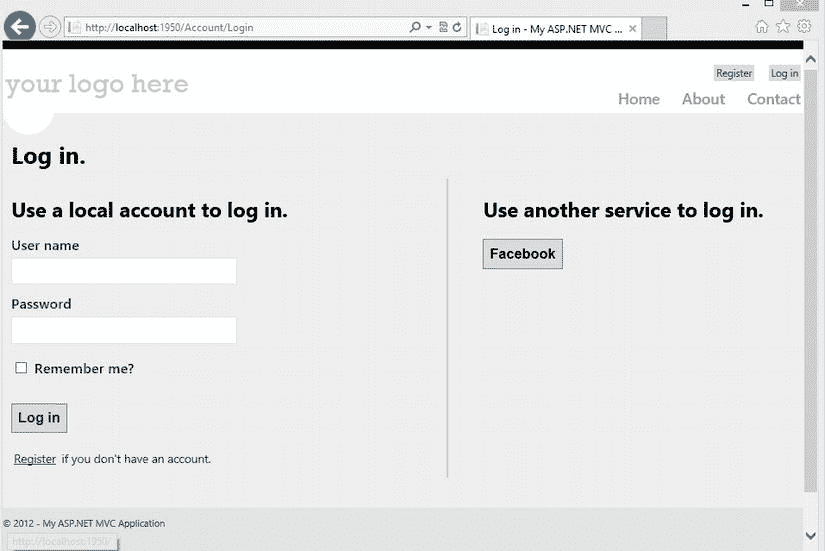 http://localhost:1950/Account/Login
Log in - My ASP.NET MVC ...
Register Log in
your logo here
Home About Contact
Log in.
Use a local account to log in.
User name
Password
Remember me?
Log in
Register if you don't have an account.
Use another service to log in.
Facebook
© 2012 - My ASP.NET MVC Application
http://localhost:1950/